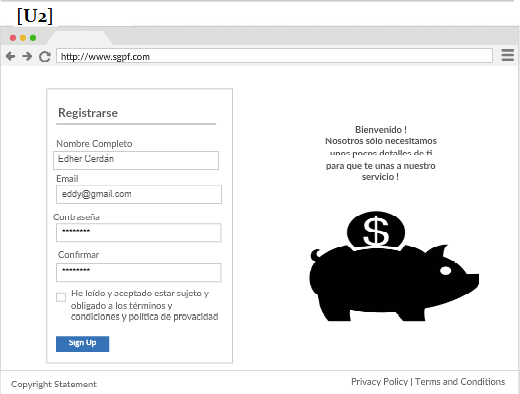 [U2]
http://www.sgpf.com
Registrarse
Nombre Completo
Edher Cerdán
Email
eddy@gmail.com
Contraseña
********
Confirmar
********
He leído y aceptado estar sujeto y
obligado a los términos y
condiciones y política de provacidad
Sign Up
Bienvenido !
Nosotros sólo necesitamos
unos pocos detalles de ti
para que te unas a nuestro
servicio !
$
Copyright Statement
Privacy Policy | Terms and Conditions